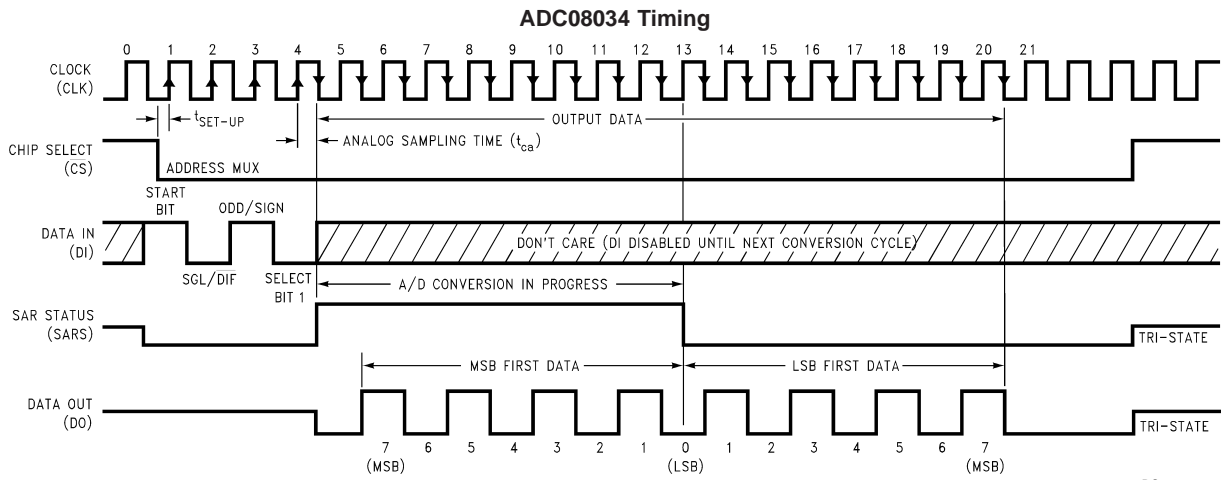 ADC08034 Timing
0 1 2 3 4 5 6 7 8 9 10 11 12 13 14 15 16 17 18 19 20 21
CLOCK
(CLK)
tSET-UP
OUTPUT DATA
ANALOG SAMPLING TIME (tca)
CHIP SELECT
(CS)
ADDRESS MUX
START
BIT
ODD/SIGN
DATA IN
(DI)
DON'T CARE (DI DISABLED UNTIL NEXT CONVERSION CYCLE)
SGL/DIF
SELECT
BIT 1
A/D CONVERSION IN PROGRESS
SAR STATUS
(SARS)
TRI-STATE
MSB FIRST DATA
LSB FIRST DATA
DATA OUT
(DO)
TRI-STATE
7 6 5 4 3 2 1 0 1 2 3 4 5 6 7
(MSB) (LSB) (MSB)